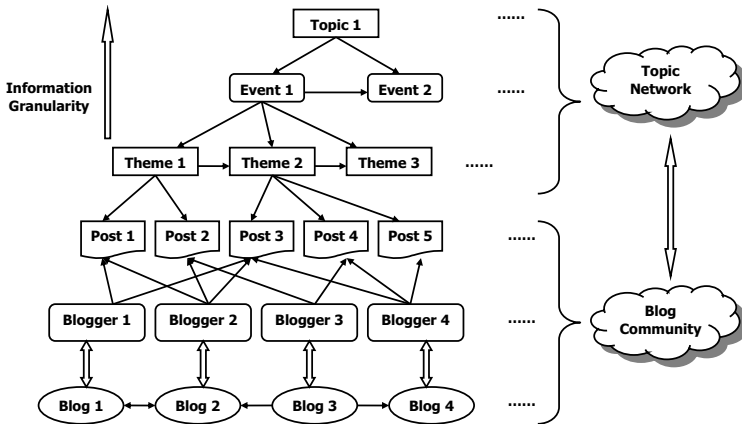 Topic 1
......
Information
Granularity
Event 1
Event 2
......
Topic
Network
Theme 1
Theme 2
Theme 3
......
Post 1
Post 2
Post 3
Post 4
Post 5
......
Blogger 1
Blogger 2
Blogger 3
Blogger 4
......
Blog
Community
Blog 1
Blog 2
Blog 3
Blog 4
......